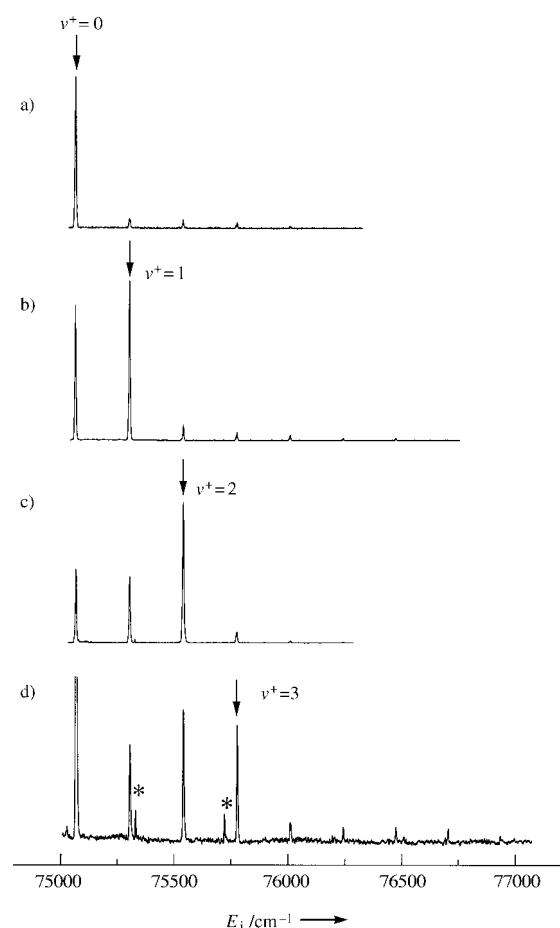 v⁺=0
a)
b)
v⁺=1
c)
v⁺=2
d)
v⁺=3
*
*
75000 75500 76000 76500 77000
Eᵢ /cm⁻¹